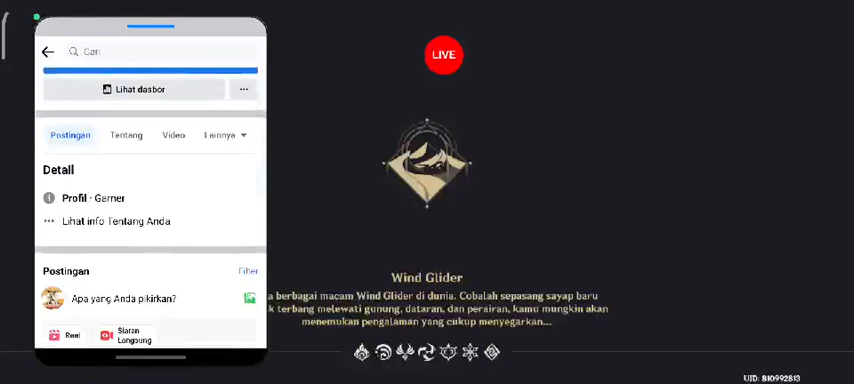 Cari
Lihat dasbor
Postingan Tentang Video Lainnya
Detail
Profil · Gamer
Lihat info Tentang Anda
Postingan Filter
Apa yang Anda pikirkan?
Reel Siaran Langsung
LIVE
Wind Glider
a berbagai macam Wind Glider di dunia. Cobalah sepasang sayap baru
k terbang melewati gunung, dataran, dan perairan, kamu mungkin akan
menemukan pengalaman yang cukup menyegarkan...
UID: 810992813